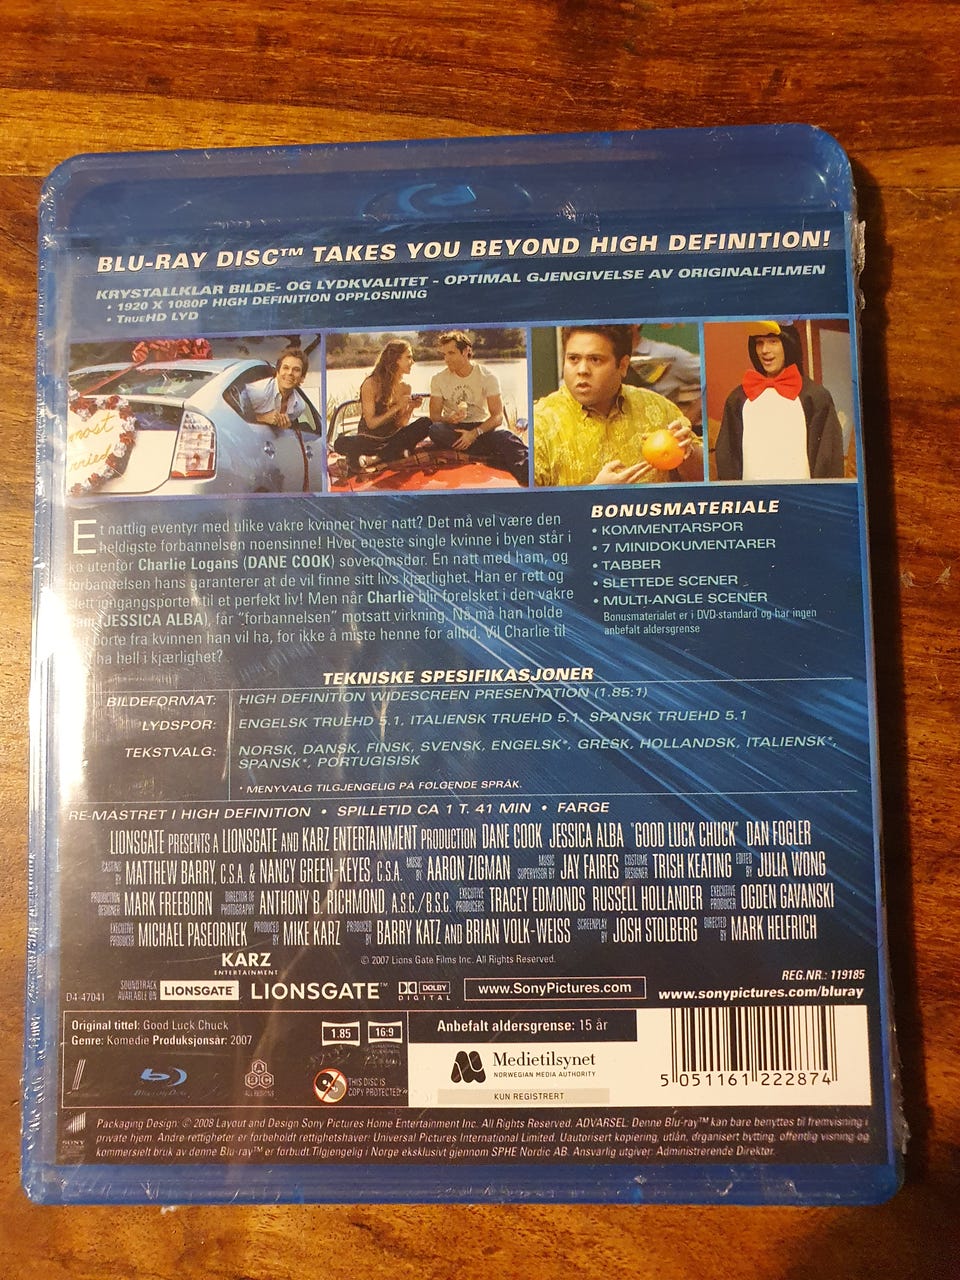 BLU-RAY DISC™ TAKES YOU BEYOND HIGH DEFINITION!
KRYSTALLKLAR BILDE- OG LYDKVALITET - OPTIMAL GJENGIVELSE AV ORIGINALFILMEN
• 1920 X 1080P HIGH DEFINITION OPPLØSNING
• TRUEHD LYD
most
rried
Et nattlig eventyr med ulike vakre kvinner hver natt? Det må vel være den
heldigste forbannelsen noensinne! Hver eneste single kvinne i byen står i
kø utenfor Charlie Logans (DANE COOK) soveromsdør. En natt med ham, og
forbannelsen hans garanterer at de vil finne sitt livs kjærlighet. Han er rett og
slett inngangsporten til et perfekt liv! Men når Charlie blir forelsket i den vakre
Cam (JESSICA ALBA), får "forbannelsen" motsatt virkning. Nå må han holde
borte fra kvinnen han vil ha, for ikke å miste henne for alltid. Vil Charlie til
ha hell i kjærlighet?
BONUSMATERIALE
• KOMMENTARSPOR
• 7 MINIDOKUMENTARER
• TABBER
• SLETTEDE SCENER
• MULTI-ANGLE SCENER
Bonusmaterialet er i DVD-standard og har ingen
anbefalt aldersgrense
TEKNISKE SPESIFIKASJONER
BILDEFORMAT: HIGH DEFINITION WIDESCREEN PRESENTATION (1.85:1)
LYDSPOR: ENGELSK TRUEHD 5.1, ITALIENSK TRUEHD 5.1, SPANSK TRUEHD 5.1
TEKSTVALG: NORSK, DANSK, FINSK, SVENSK, ENGELSK*, GRESK, HOLLANDSK, ITALIENSK*,
SPANSK*, PORTUGISISK
* MENYVALG TILGJENGELIG PÅ FØLGENDE SPRÅK.
RE-MASTRET I HIGH DEFINITION • SPILLETID CA 1 T. 41 MIN • FARGE
LIONSGATE PRESENTS A LIONSGATE AND KARZ ENTERTAINMENT PRODUCTION DANE COOK JESSICA ALBA "GOOD LUCK CHUCK" DAN FOGLER
CASTING BY MATTHEW BARRY, C.S.A. & NANCY GREEN-KEYES, C.S.A. MUSIC BY AARON ZIGMAN MUSIC SUPERVISOR BY JAY FAIRES COSTUME DESIGNER TRISH KEATING EDITED BY JULIA WONG
PRODUCTION DESIGNER MARK FREEBORN DIRECTOR OF PHOTOGRAPHY ANTHONY B. RICHMOND, A.S.C./B.S.C. EXECUTIVE PRODUCERS TRACEY EDMONDS RUSSELL HOLLANDER EXECUTIVE PRODUCER OGDEN GAVANSKI
EXECUTIVE PRODUCER MICHAEL PASEORNEK PRODUCED BY MIKE KARZ PRODUCED BY BARRY KATZ AND BRIAN VOLK-WEISS SCREENPLAY BY JOSH STOLBERG DIRECTED BY MARK HELFRICH
KARZ
ENTERTAINMENT
© 2007 Lions Gate Films Inc. All Rights Reserved.
REG.NR.: 119185
D4-47041
SOUNDTRACK AVAILABLE ON LIONSGATE
LIONSGATE™
DOLBY
DIGITAL
www.SonyPictures.com
www.sonypictures.com/bluray
Original tittel: Good Luck Chuck
Genre: Komedie Produksjonsår: 2007
1.85
16:9
Blu-ray Disc
ABC
ALL REGIONS
THIS DISC IS
COPY PROTECTED
Anbefalt aldersgrense: 15 år
Medietilsynet
NORWEGIAN MEDIA AUTHORITY
KUN REGISTRERT
5 051161 222874
SONY
Packaging Design: © 2008 Layout and Design Sony Pictures Home Entertainment Inc. All Rights Reserved. ADVARSEL: Denne Blu-ray™ kan bare benyttes til fremvisning i
private hjem. Andre rettigheter er forbeholdt rettighetshaver: Universal Pictures International Limited. Uautorisert kopiering, utlån, organisert bytting, offentlig visning og
kommersielt bruk av denne Blu-ray™ er forbudt. Tilgjengelig i Norge eksklusivt gjennom SPHE Nordic AB. Ansvarlig utgiver: Administrerende Direktør.